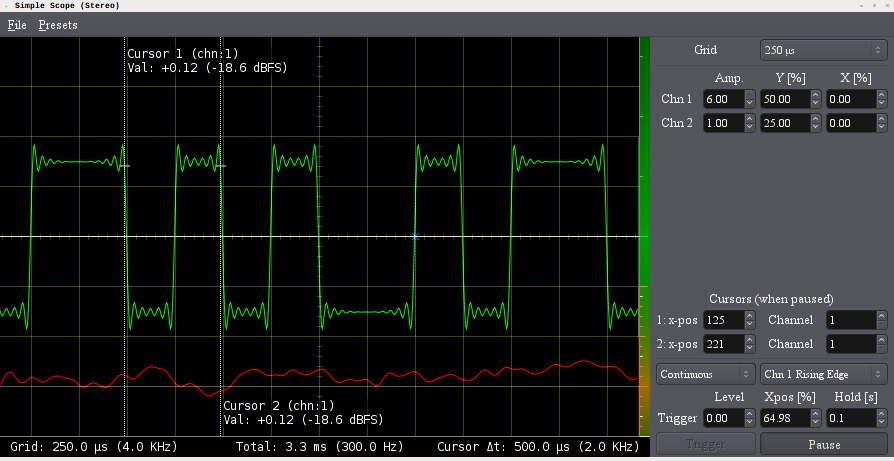 Simple Scope (Stereo)
File Presets
Cursor 1 (chn:1)
Val: +0.12 (-18.6 dBFS)
Cursor 2 (chn:1)
Val: +0.12 (-18.6 dBFS)
Grid: 250.0 µs (4.0 KHz) Total: 3.3 ms (300.0 Hz) Cursor Δt: 500.0 µs (2.0 KHz)
Grid 250 µs
Amp. Y [%] X [%]
Chn 1 6.00 50.00 0.00
Chn 2 1.00 25.00 0.00
Cursors (when paused)
1: x-pos 125 Channel 1
2: x-pos 221 Channel 1
Continuous Chn 1 Rising Edge
Level Xpos [%] Hold [s]
Trigger 0.00 64.98 0.1
Trigger Pause